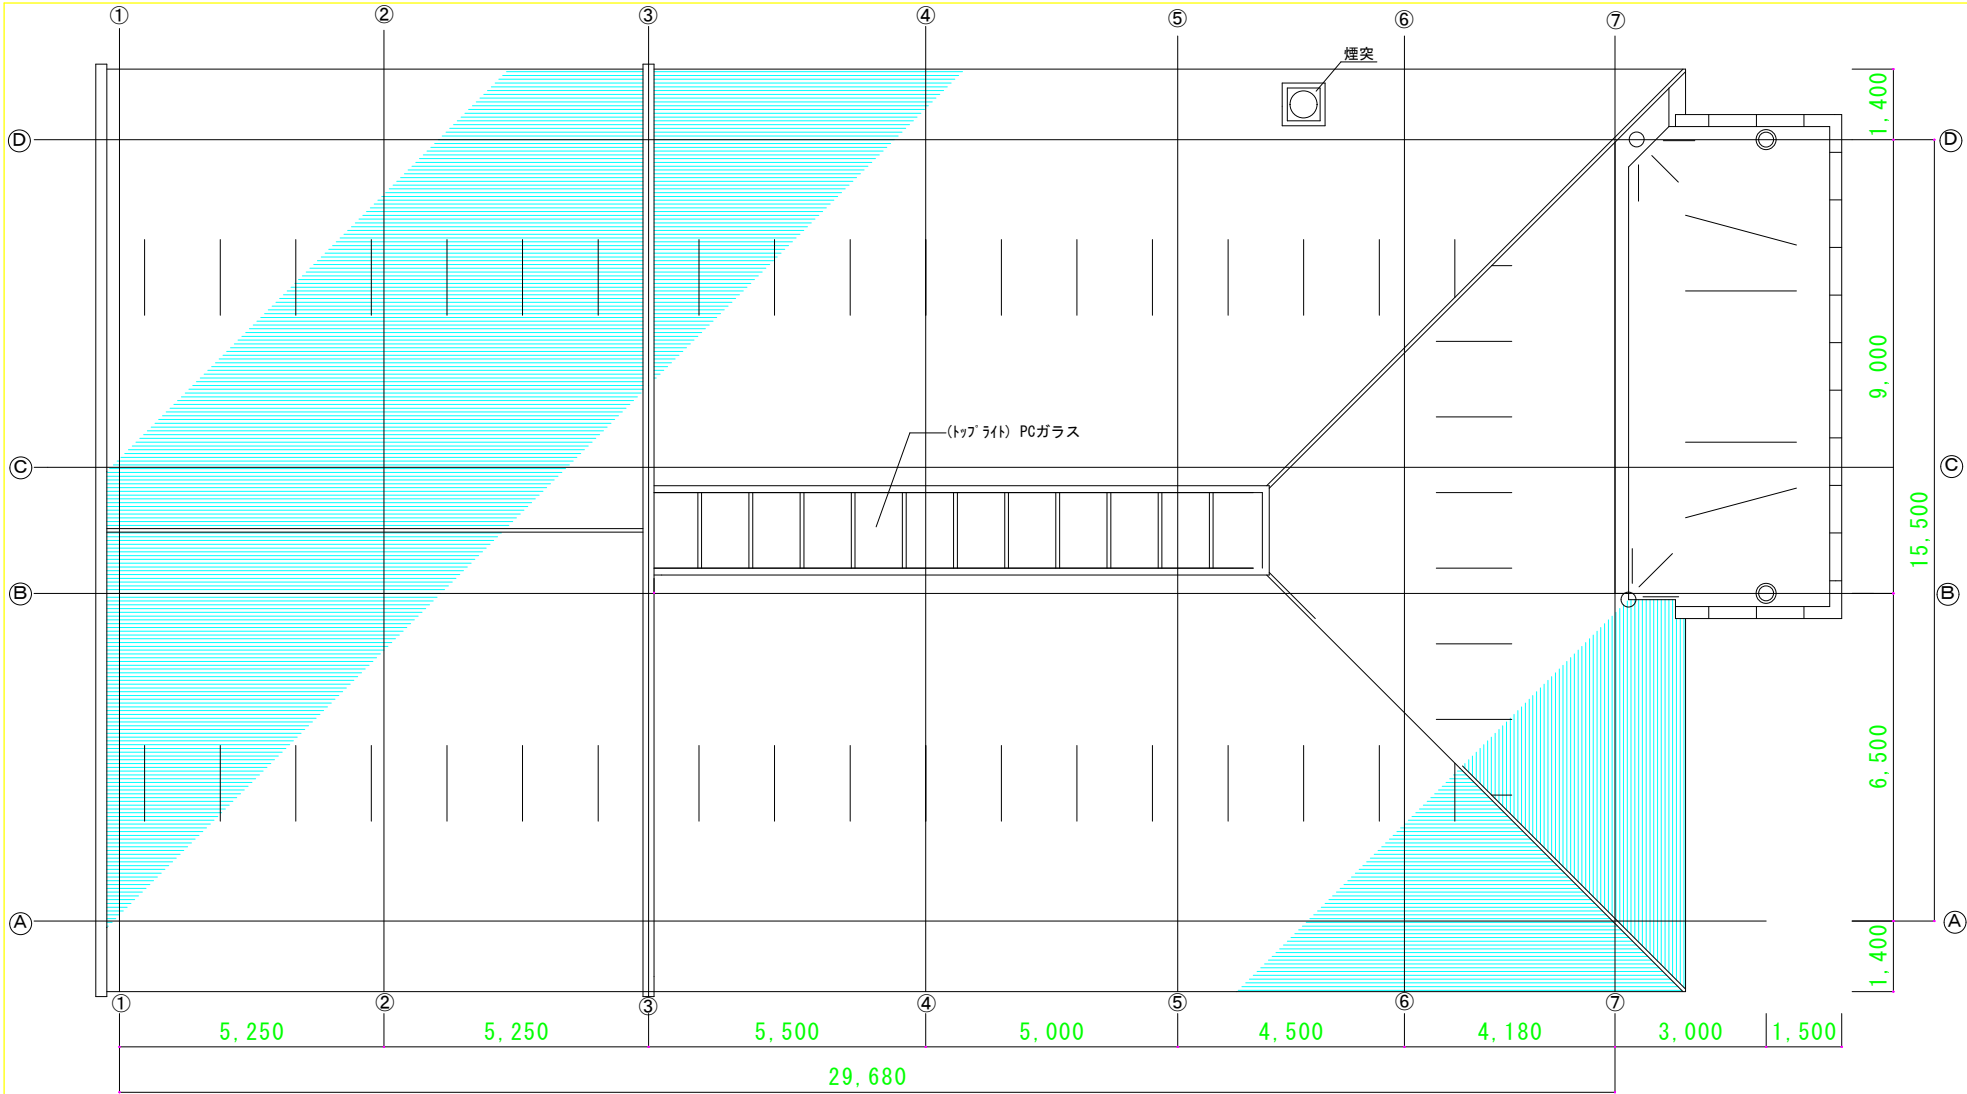 ① ② ③ ④ ⑤ ⑥ ⑦
煙突
1,400
Ⓓ Ⓓ
9,000
(トップライト) PCガラス
Ⓒ Ⓒ
15,500
Ⓑ Ⓑ
6,500
Ⓐ Ⓐ
1,400
① ② ③ ④ ⑤ ⑥ ⑦
5,250 5,250 5,500 5,000 4,500 4,180 3,000 1,500
29,680